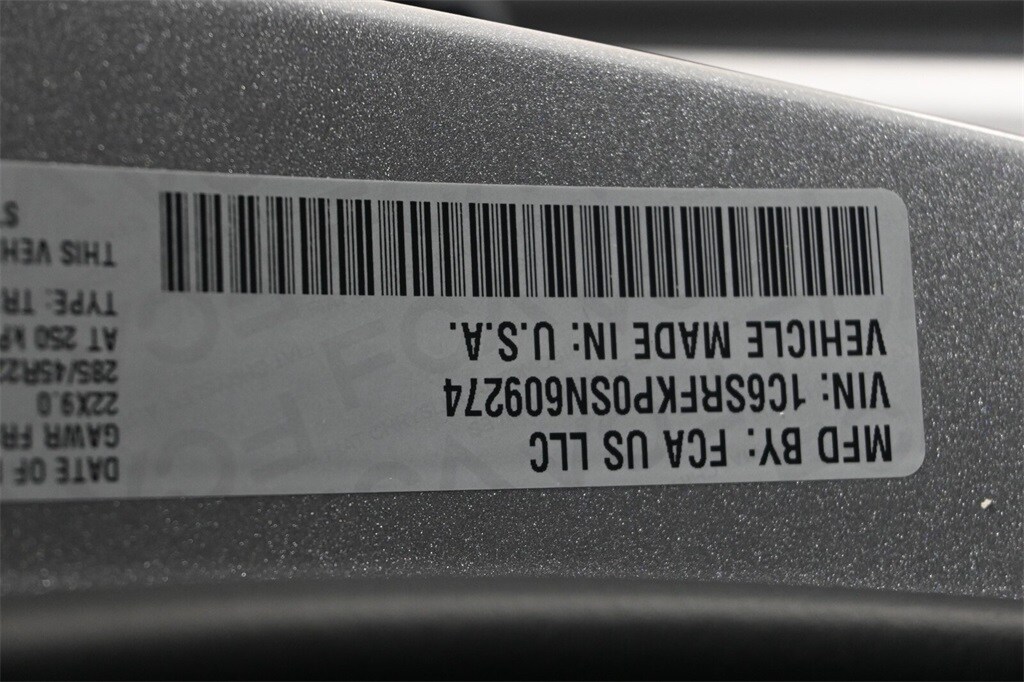 MFD BY: FCA US LLC
VIN: 1C6SRFKP0SN609274
VEHICLE MADE IN: U.S.A.
DATE OF
GAWR FR
22X9.0
285/45R22
AT 250 kP
TYPE: TR
THIS VEH
ST